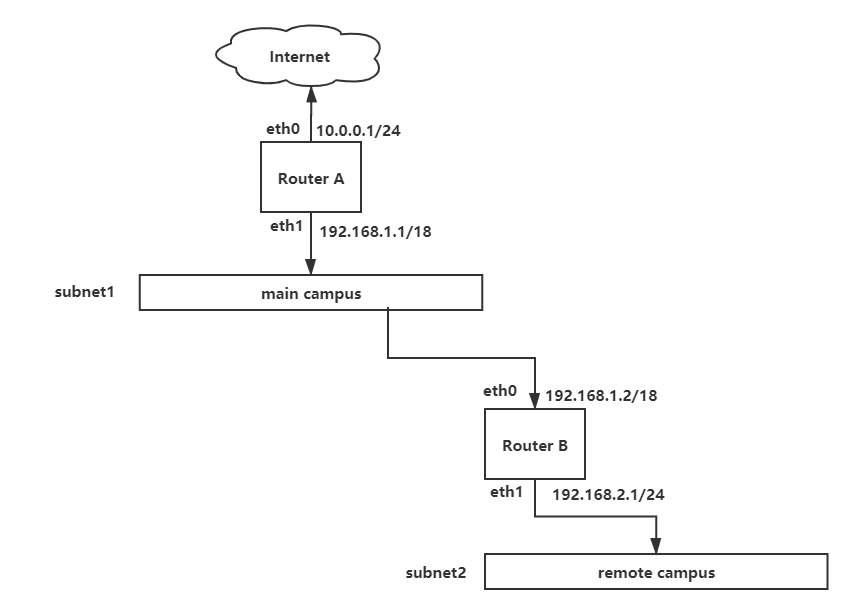 Internet
eth0 10.0.0.1/24
Router A
eth1 192.168.1.1/18
subnet1 main campus
eth0 192.168.1.2/18
Router B
eth1 192.168.2.1/24
subnet2 remote campus